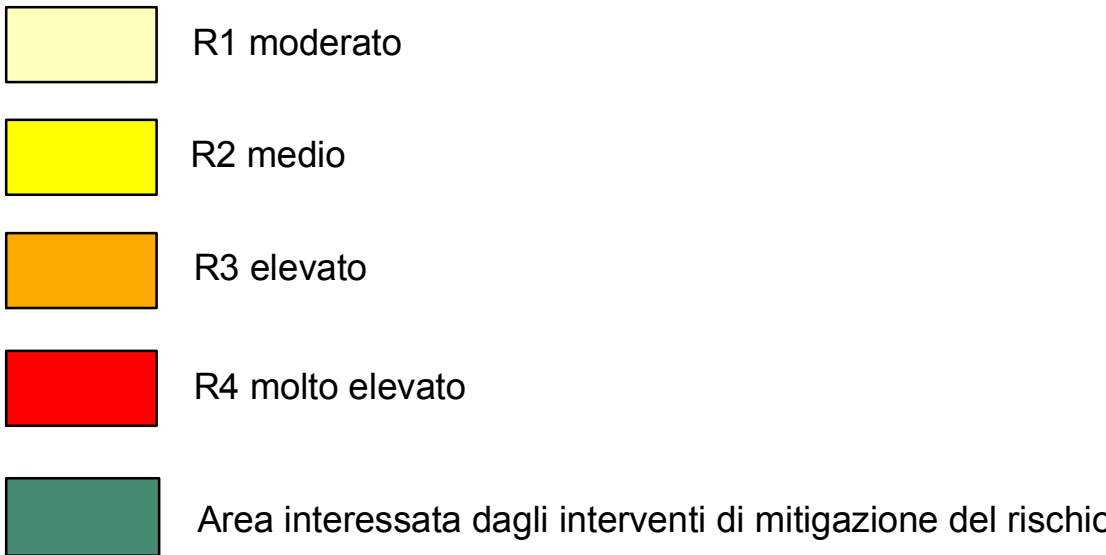 R1 moderato
R2 medio
R3 elevato
R4 molto elevato
Area interessata dagli interventi di mitigazione del rischio